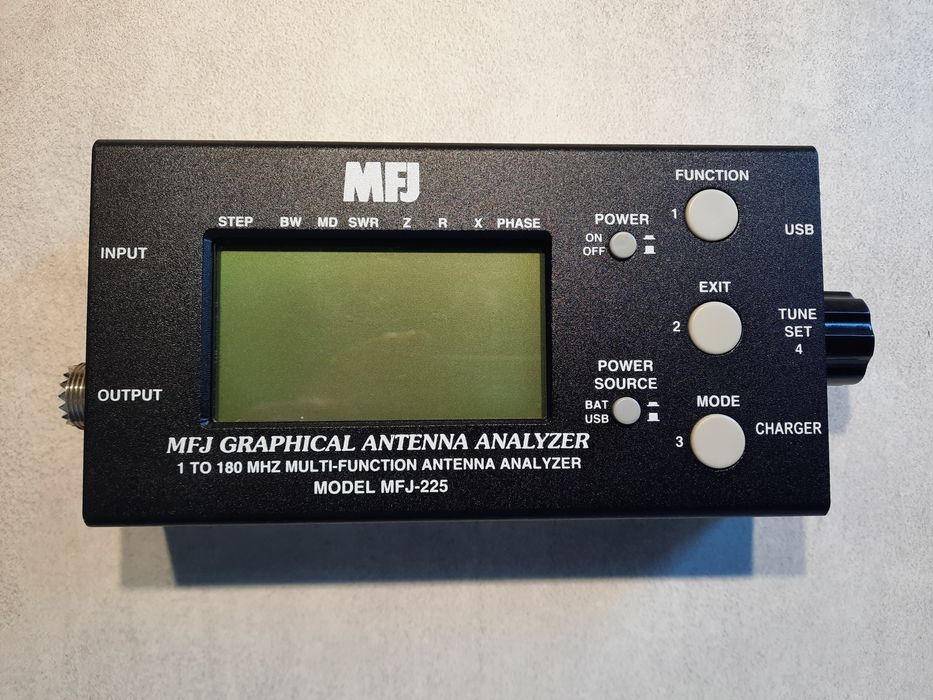 MFJ
STEP BW MD SWR Z R X PHASE
INPUT
OUTPUT
POWER
ON
OFF
POWER
SOURCE
BAT
USB
FUNCTION
1
EXIT
2
MODE
3
USB
TUNE
SET
4
CHARGER
MFJ GRAPHICAL ANTENNA ANALYZER
1 TO 180 MHZ MULTI-FUNCTION ANTENNA ANALYZER
MODEL MFJ-225